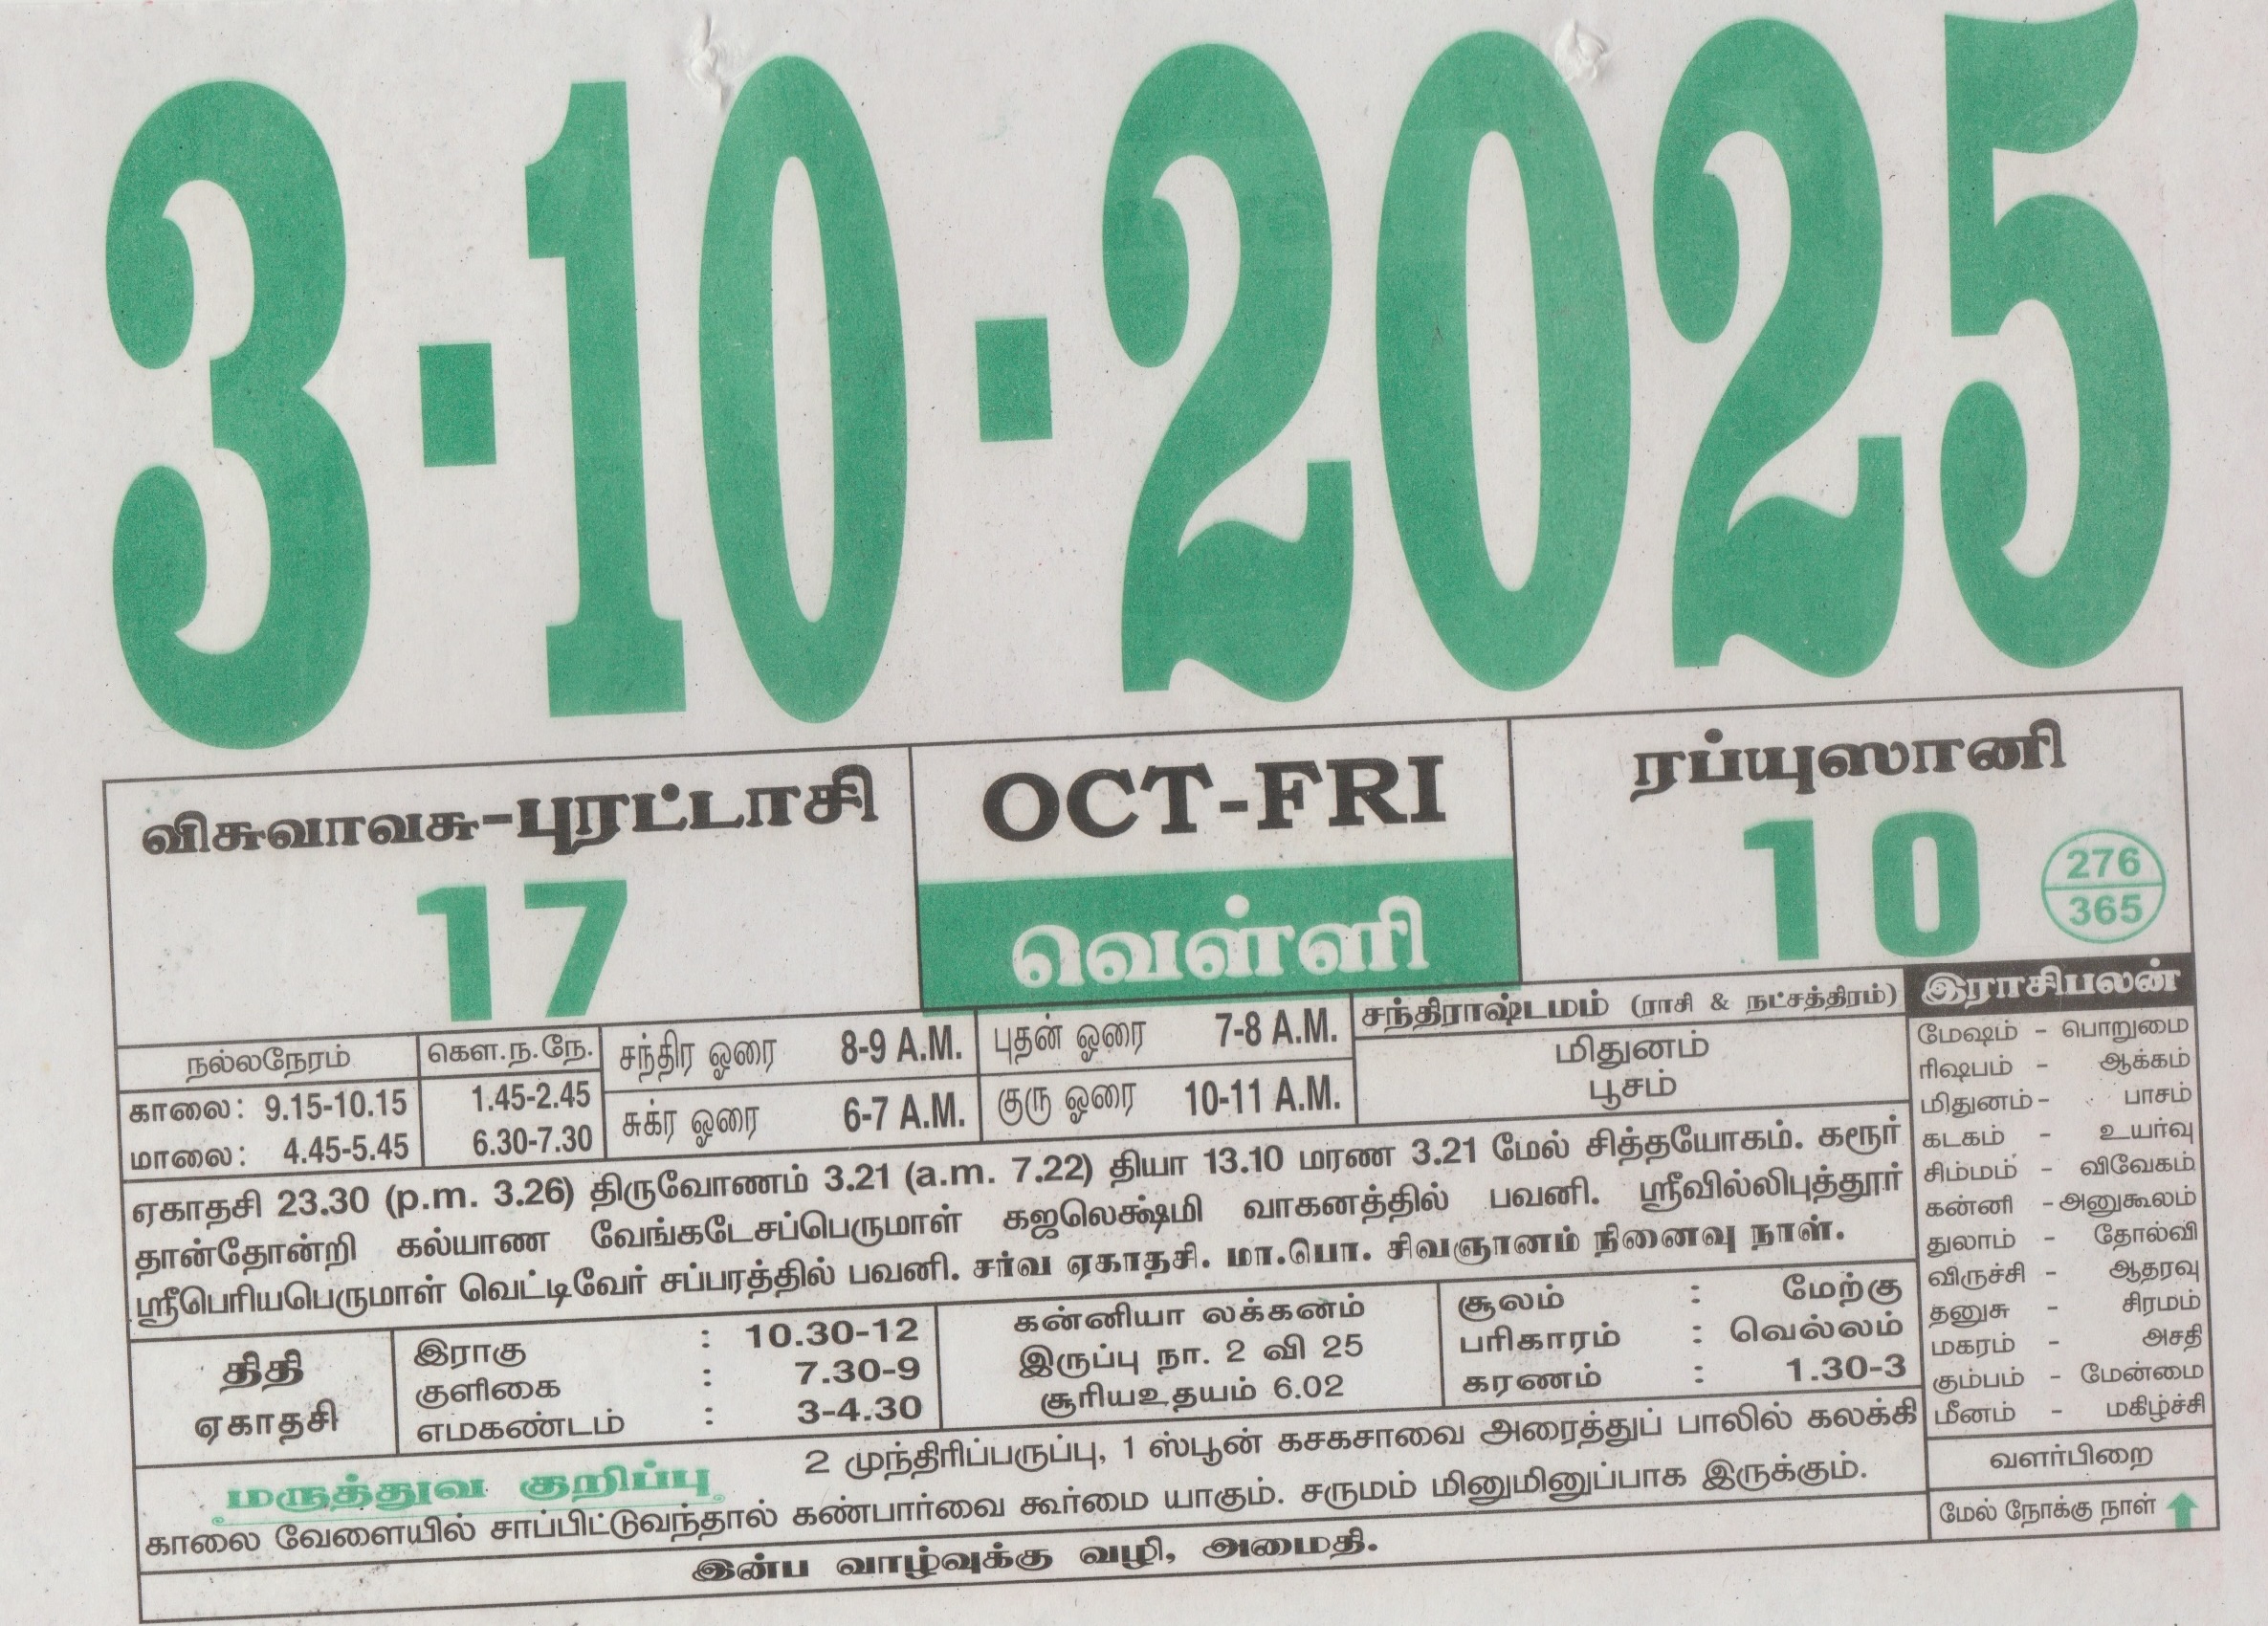 3-10-2025
விசுவாவசு-புரட்டாசி
17
OCT-FRI
வெள்ளி
ரப்யுஸானி
10
276
365
நல்லநேரம்
காலை: 9.15-10.15
மாலை: 4.45-5.45
கௌ.ந.நே.
1.45-2.45
6.30-7.30
சந்திர ஓரை 8-9 A.M.
சுக்ர ஓரை 6-7 A.M.
புதன் ஓரை 7-8 A.M.
குரு ஓரை 10-11 A.M.
சந்திராஷ்டமம் (ராசி & நட்சத்திரம்)
மிதுனம்
பூசம்
ஏகாதசி 23.30 (p.m. 3.26) திருவோணம் 3.21 (a.m. 7.22) தியா 13.10 மரண 3.21 மேல் சித்தயோகம். கரூர்
தான்தோன்றி கல்யாண வேங்கடேசப்பெருமாள் கஜலெக்ஷ்மி வாகனத்தில் பவனி. ஸ்ரீவில்லிபுத்தூர்
ஸ்ரீபெரியபெருமாள் வெட்டிவேர் சப்பரத்தில் பவனி. சர்வ ஏகாதசி. மா.பொ. சிவஞானம் நினைவு நாள்.
திதி
ஏகாதசி
இராகு : 10.30-12
குளிகை : 7.30-9
எமகண்டம் : 3-4.30
கன்னியா லக்கனம்
இருப்பு நா. 2 வி 25
சூரியஉதயம் 6.02
சூலம் : மேற்கு
பரிகாரம் : வெல்லம்
கரணம் : 1.30-3
மருத்துவ குறிப்பு 2 முந்திரிப்பருப்பு, 1 ஸ்பூன் கசகசாவை அரைத்துப் பாலில் கலக்கி
காலை வேளையில் சாப்பிட்டுவந்தால் கண்பார்வை கூர்மை யாகும். சருமம் மினுமினுப்பாக இருக்கும்.
இன்ப வாழ்வுக்கு வழி, அமைதி.
இராசிபலன்
மேஷம் - பொறுமை
ரிஷபம் - ஆக்கம்
மிதுனம்- பாசம்
கடகம் - உயர்வு
சிம்மம் - விவேகம்
கன்னி -அனுகூலம்
துலாம் - தோல்வி
விருச்சி - ஆதரவு
தனுசு - சிரமம்
மகரம் - அசதி
கும்பம் - மேன்மை
மீனம் - மகிழ்ச்சி
வளர்பிறை
மேல் நோக்கு நாள்